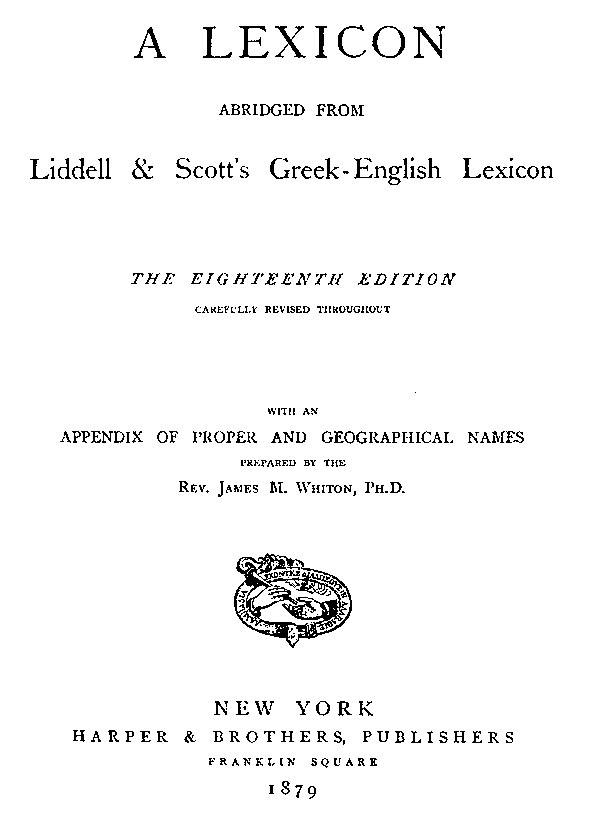 A LEXICON
ABRIDGED FROM
Liddell & Scott's Greek-English Lexicon
THE EIGHTEENTH EDITION
CAREFULLY REVISED THROUGHOUT
WITH AN
APPENDIX OF PROPER AND GEOGRAPHICAL NAMES
PREPARED BY THE
REV. JAMES M. WHITON, PH.D.
NEW YORK
HARPER & BROTHERS, PUBLISHERS
FRANKLIN SQUARE
1879